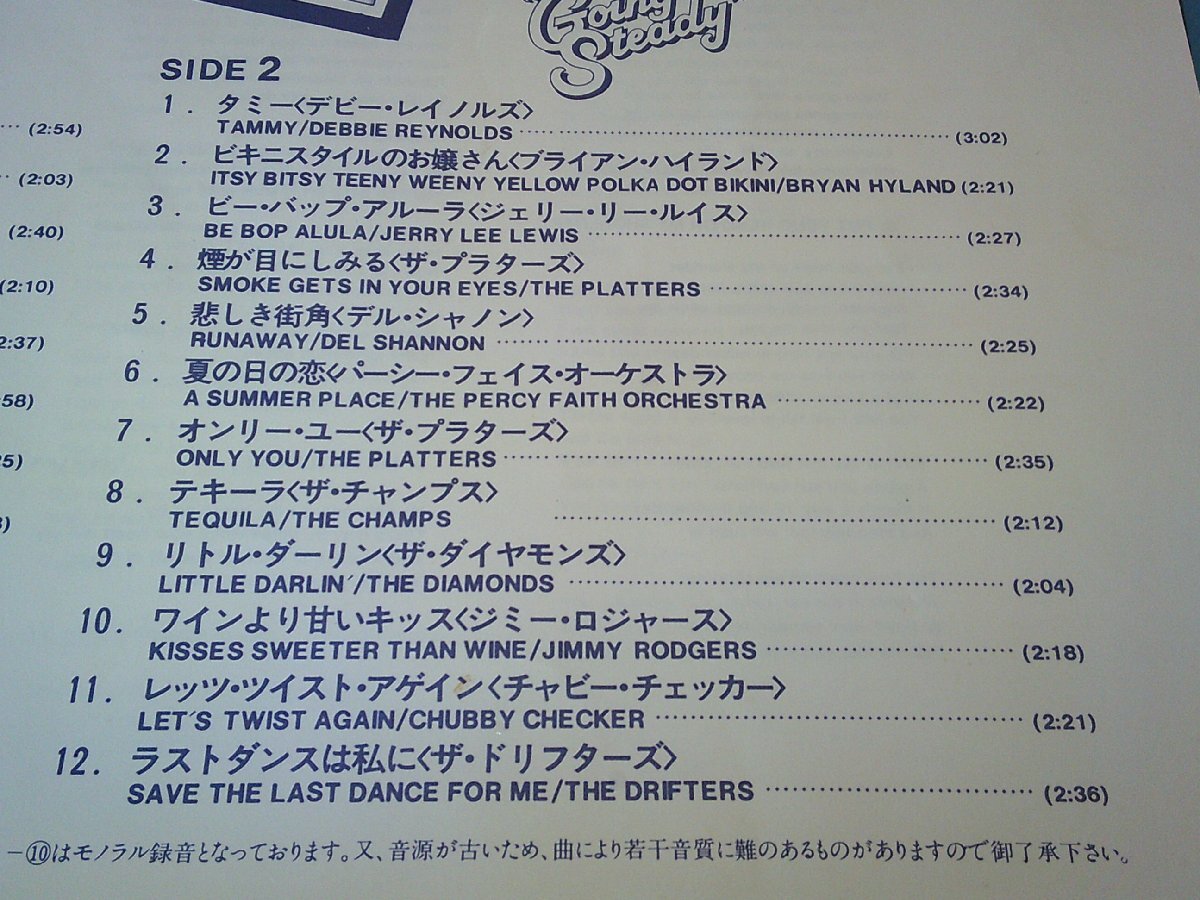 Going
Steady
SIDE 2
1. タミー〈デビー・レイノルズ〉
(2:54)
TAMMY/DEBBIE REYNOLDS (3:02)
2. ビキニスタイルのお嬢さん〈ブライアン・ハイランド〉
(2:03)
ITSY BITSY TEENY WEENY YELLOW POLKA DOT BIKINI/BRYAN HYLAND (2:21)
3. ビー・バップ・アルーラ〈ジェリー・リー・ルイス〉
(2:40)
BE BOP ALULA/JERRY LEE LEWIS (2:27)
4. 煙が目にしみる〈ザ・プラターズ〉
(2:10)
SMOKE GETS IN YOUR EYES/THE PLATTERS (2:34)
5. 悲しき街角〈デル・シャノン〉
2:37)
RUNAWAY/DEL SHANNON (2:25)
6. 夏の日の恋〈パーシー・フェイス・オーケストラ〉
:58)
A SUMMER PLACE/THE PERCY FAITH ORCHESTRA (2:22)
7. オンリー・ユー〈ザ・プラターズ〉
25)
ONLY YOU/THE PLATTERS (2:35)
8. テキーラ〈ザ・チャンプス〉
TEQUILA/THE CHAMPS (2:12)
9. リトル・ダーリン〈ザ・ダイヤモンズ〉
LITTLE DARLIN'/THE DIAMONDS (2:04)
10. ワインより甘いキッス〈ジミー・ロジャース〉
KISSES SWEETER THAN WINE/JIMMY RODGERS (2:18)
11. レッツ・ツイスト・アゲイン〈チャビー・チェッカー〉
LET'S TWIST AGAIN/CHUBBY CHECKER (2:21)
12. ラストダンスは私に〈ザ・ドリフターズ〉
SAVE THE LAST DANCE FOR ME/THE DRIFTERS (2:36)
－⑩はモノラル録音となっております。又、音源が古いため、曲により若干音質に難のあるものがありますので御了承下さい。